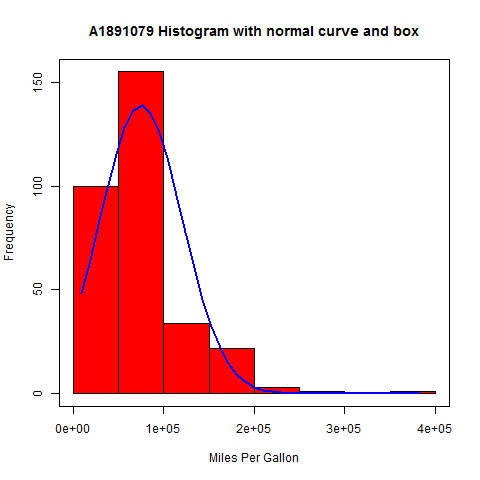 A1891079 Histogram with normal curve and box
Frequency
150
100
50
0
0e+00 1e+05 2e+05 3e+05 4e+05
Miles Per Gallon